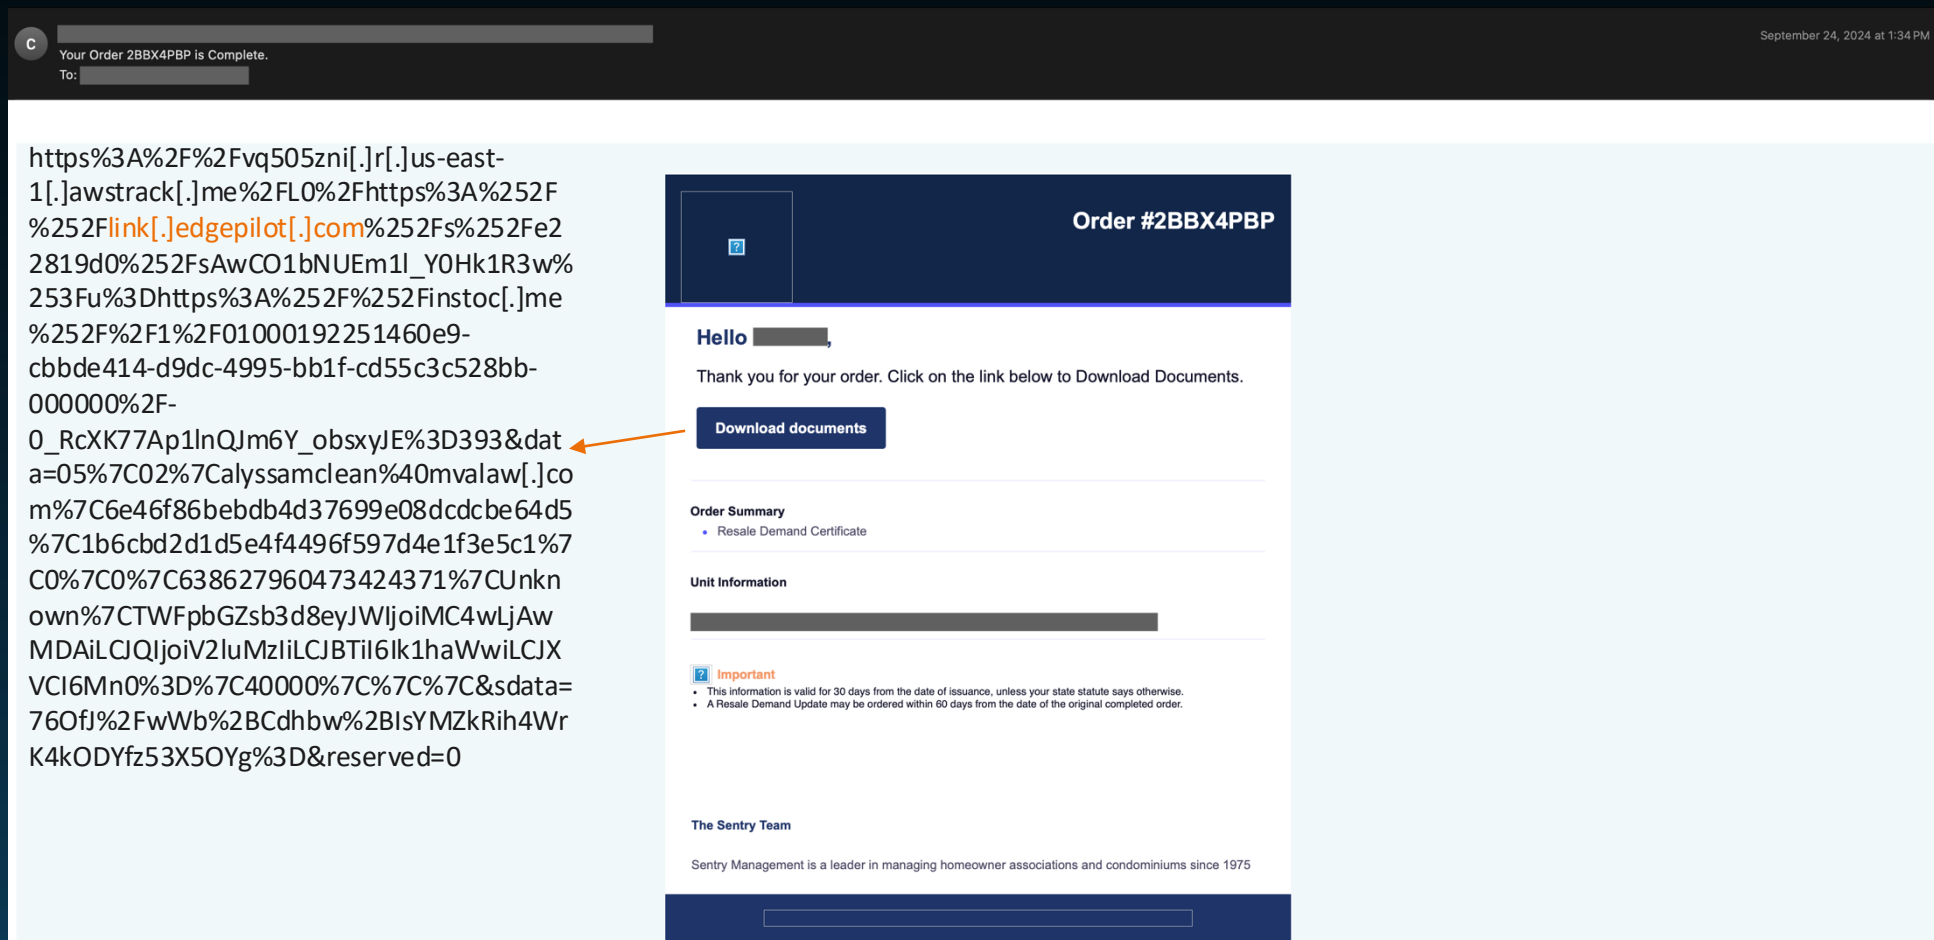 C
Your Order 2BBX4PBP is Complete.
To:
September 24, 2024 at 1:34 PM
https%3A%2F%2Fvq505zni[.]r[.]us-east-
1[.]awstrack[.]me%2FL0%2Fhttps%3A%252F
%252Flink[.]edgepilot[.]com%252Fs%252Fe2
2819d0%252FsAwCO1bNUEm1l_Y0Hk1R3w%
253Fu%3Dhttps%3A%252F%252Finstoc[.]me
%252F%2F1%2F01000192251460e9-
cbbde414-d9dc-4995-bb1f-cd55c3c528bb-
000000%2F-
0_RcXK77Ap1lnQJm6Y_obsxyJE%3D393&dat
a=05%7C02%7Calyssamclean%40mvalaw[.]co
m%7C6e46f86bebdb4d37699e08dcdcbe64d5
%7C1b6cbd2d1d5e4f4496f597d4e1f3e5c1%7
C0%7C0%7C638627960473424371%7CUnkn
own%7CTWFpbGZsb3d8eyJWIjoiMC4wLjAw
MDAiLCJQIjoiV2luMzIiLCJBTiI6Ik1haWwiLCJX
VCI6Mn0%3D%7C40000%7C%7C%7C&sdata=
76OfJ%2FwWb%2BCdhbw%2BIsYMZkRih4Wr
K4kODYfz53X5OYg%3D&reserved=0
Order #2BBX4PBP
Hello ,
Thank you for your order. Click on the link below to Download Documents.
Download documents
Order Summary
• Resale Demand Certificate
Unit Information
Important
• This information is valid for 30 days from the date of issuance, unless your state statute says otherwise.
• A Resale Demand Update may be ordered within 60 days from the date of the original completed order.
The Sentry Team
Sentry Management is a leader in managing homeowner associations and condominiums since 1975